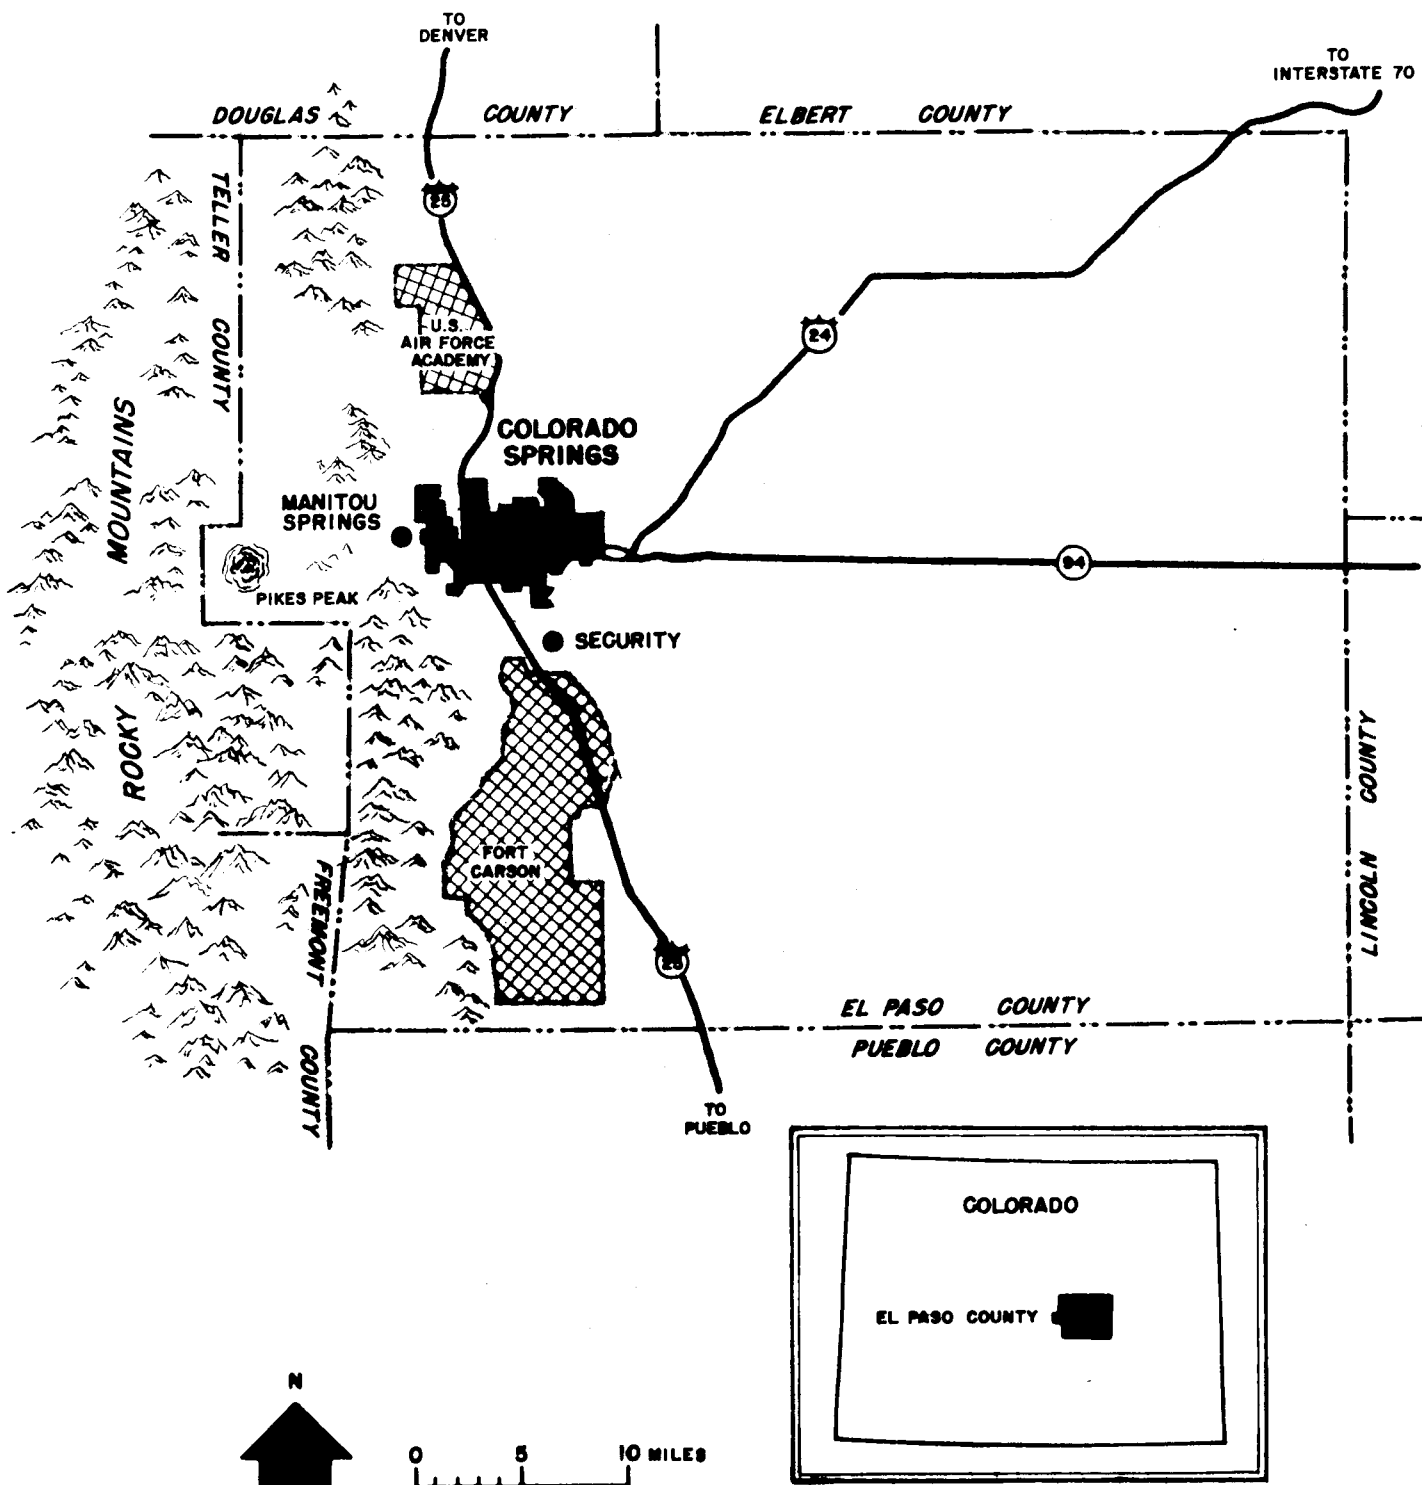 TO
DENVER
TO
INTERSTATE 70
DOUGLAS COUNTY
ELBERT COUNTY
TELLER COUNTY
25
U.S.
AIR FORCE
ACADEMY
24
COLORADO
SPRINGS
MANITOU
SPRINGS
94
PIKES PEAK
SECURITY
ROCKY MOUNTAINS
FORT
CARSON
FREEMONT COUNTY
LINCOLN COUNTY
25
EL PASO COUNTY
PUEBLO COUNTY
TO
PUEBLO
COLORADO
EL PASO COUNTY
N
0 5 10 MILES